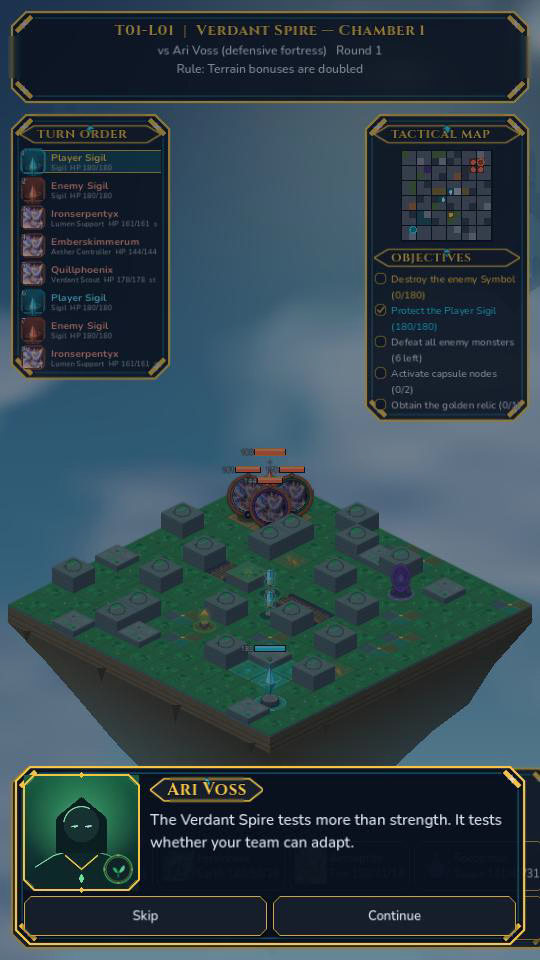 T01-L01 | Verdant Spire — Chamber 1
vs Ari Voss (defensive fortress) Round 1
Rule: Terrain bonuses are doubled
Turn Order
Player Sigil
Sigil HP 180/180
Enemy Sigil
Sigil HP 180/180
Ironserpentyx
Lumen Support HP 161/161 s
Emberskimmerum
Aether Controller HP 144/144
Quillphoenix
Verdant Scout HP 178/178 st
Player Sigil
Sigil HP 180/180
Enemy Sigil
Sigil HP 180/180
Ironserpentyx
Lumen Support HP 161/161 s
Tactical Map
Objectives
Destroy the enemy Symbol
(0/180)
Protect the Player Sigil
(180/180)
Defeat all enemy monsters
(6 left)
Activate capsule nodes
(0/2)
Obtain the golden relic (0/1
Ari Voss
The Verdant Spire tests more than strength. It tests
whether your team can adapt.
Skip
Continue